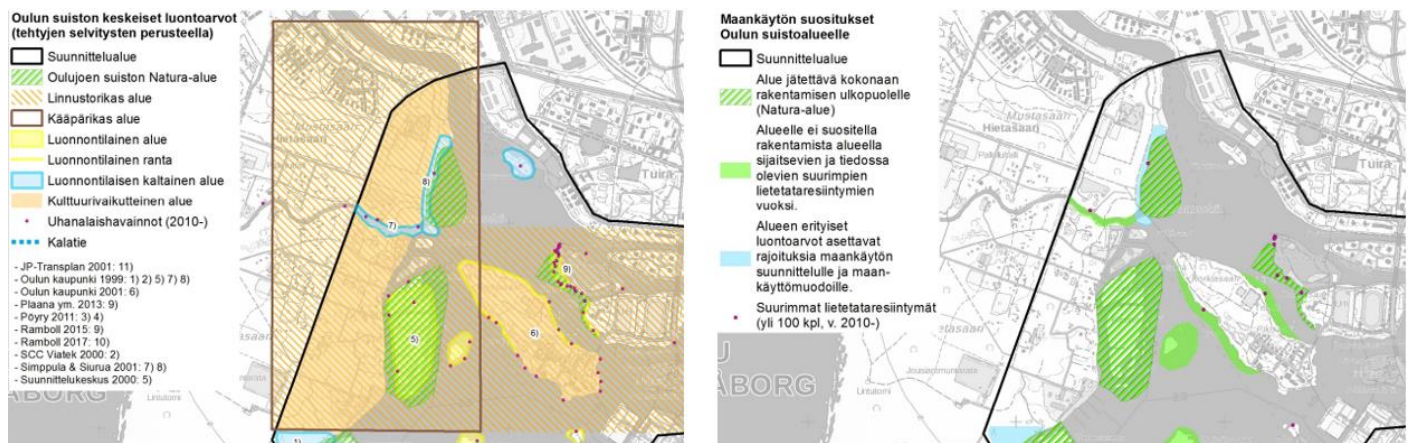 Oulun suiston keskeiset luontoarvot
(tehtyjen selvitysten perusteella)
Suunnittelualue
Oulujoen suiston Natura-alue
Linnustorikas alue
Kääpärikas alue
Luonnontilainen alue
Luonnontilainen ranta
Luonnontilaisen kaltainen alue
Kulttuurivaikutteinen alue
Uhanalaishavainnot (2010-)
Kalatie
- JP-Transplan 2001: 11)
- Oulun kaupunki 1999: 1) 2) 5) 7) 8)
- Oulun kaupunki 2001: 6)
- Plaana ym. 2013: 9)
- Pöyry 2011: 3) 4)
- Ramboll 2015: 9)
- Ramboll 2017: 10)
- SCC Viatek 2000: 2)
- Simppula & Siurua 2001: 7) 8)
- Suunnittelukeskus 2000: 5)
Mustasaari
Hietasaari
Tuira
8)
7)
9)
6)
5)
1)
Lintutorni
ÅBORG
Maankäytön suositukset
Oulun suistoalueelle
Suunnittelualue
Alue jätettävä kokonaan
rakentamisen ulkopuolelle
(Natura-alue)
Alueelle ei suositella
rakentamista alueella
sijaitsevien ja tiedossa
olevien suurimpien
lietetataresiintymien
vuoksi.
Alueen erityiset
luontoarvot asettavat
rajoituksia maankäytön
suunnittelulle ja maan-
käyttömuodoille.
Suurimmat lietetataresiintymät
(yli 100 kpl, v. 2010-)
Mustasaari
Hietasaari
Tuira
Lintutorni
U
ÅBORG